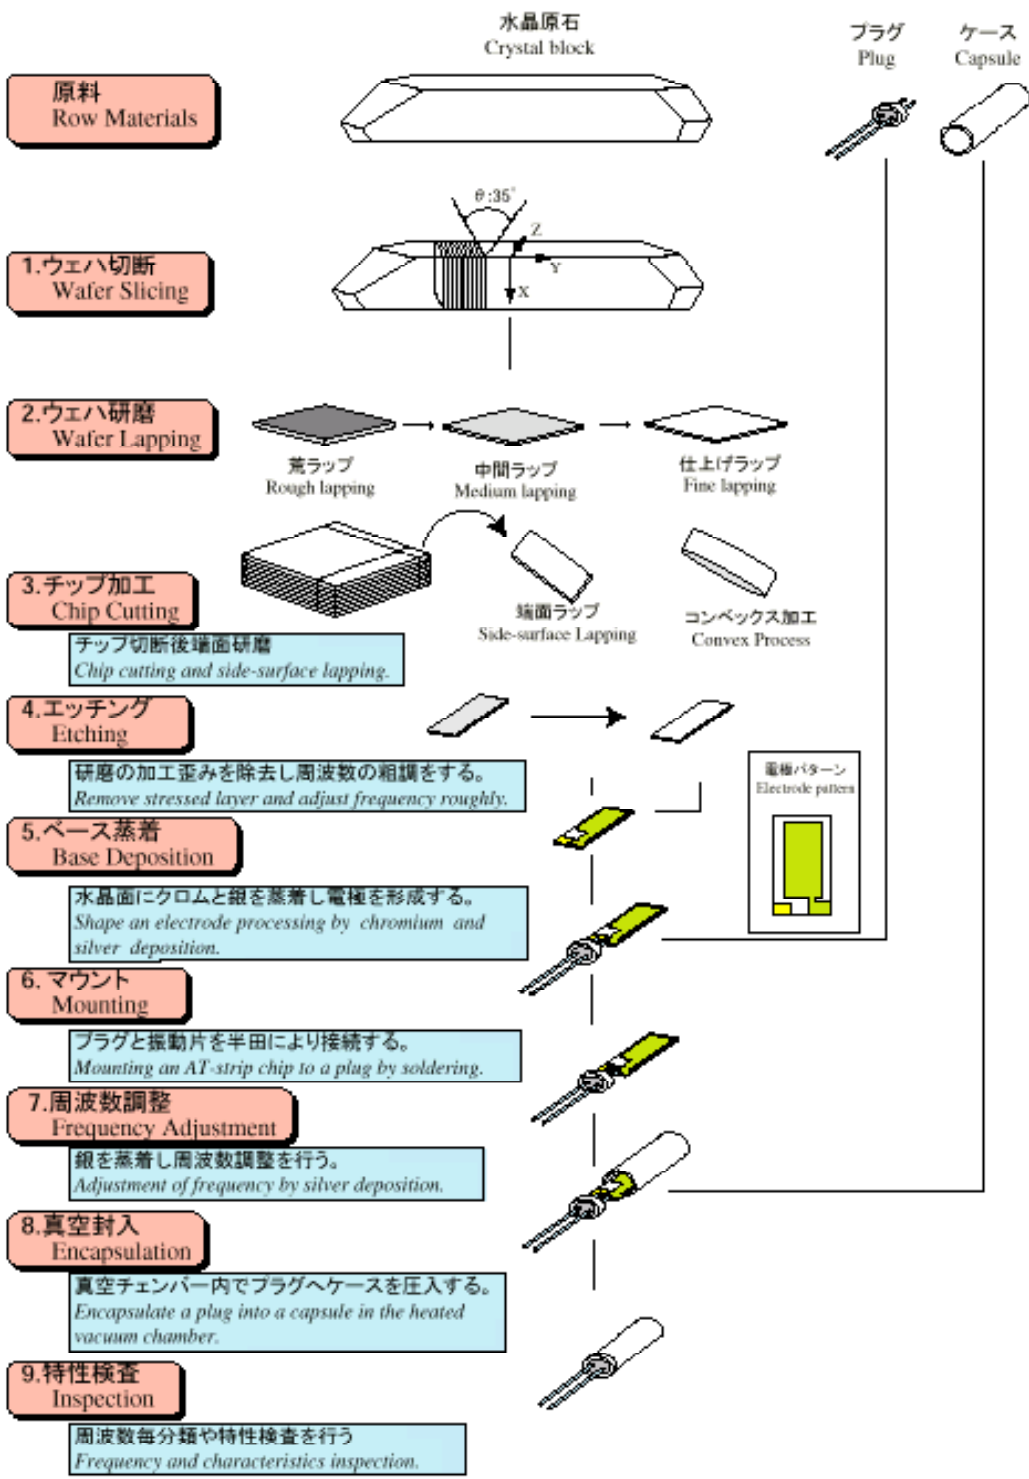 水晶原石
Crystal block
プラグ
Plug
ケース
Capsule
原料
Row Materials
θ:35°
Z
Y
X
1.ウェハ切断
Wafer Slicing
2.ウェハ研磨
Wafer Lapping
荒ラップ
Rough lapping
中間ラップ
Medium lapping
仕上げラップ
Fine lapping
3.チップ加工
Chip Cutting
端面ラップ
Side-surface Lapping
コンベックス加工
Convex Process
チップ切断後端面研磨
Chip cutting and side-surface lapping.
4.エッチング
Etching
研磨の加工歪みを除去し周波数の粗調をする。
Remove stressed layer and adjust frequency roughly.
電極パターン
Electrode pattern
5.ベース蒸着
Base Deposition
水晶面にクロムと銀を蒸着し電極を形成する。
Shape an electrode processing by chromium and
silver deposition.
6.マウント
Mounting
プラグと振動片を半田により接続する。
Mounting an AT-strip chip to a plug by soldering.
7.周波数調整
Frequency Adjustment
銀を蒸着し周波数調整を行う。
Adjustment of frequency by silver deposition.
8.真空封入
Encapsulation
真空チェンバー内でプラグへケースを圧入する。
Encapsulate a plug into a capsule in the heated
vacuum chamber.
9.特性検査
Inspection
周波数毎分類や特性検査を行う
Frequency and characteristics inspection.